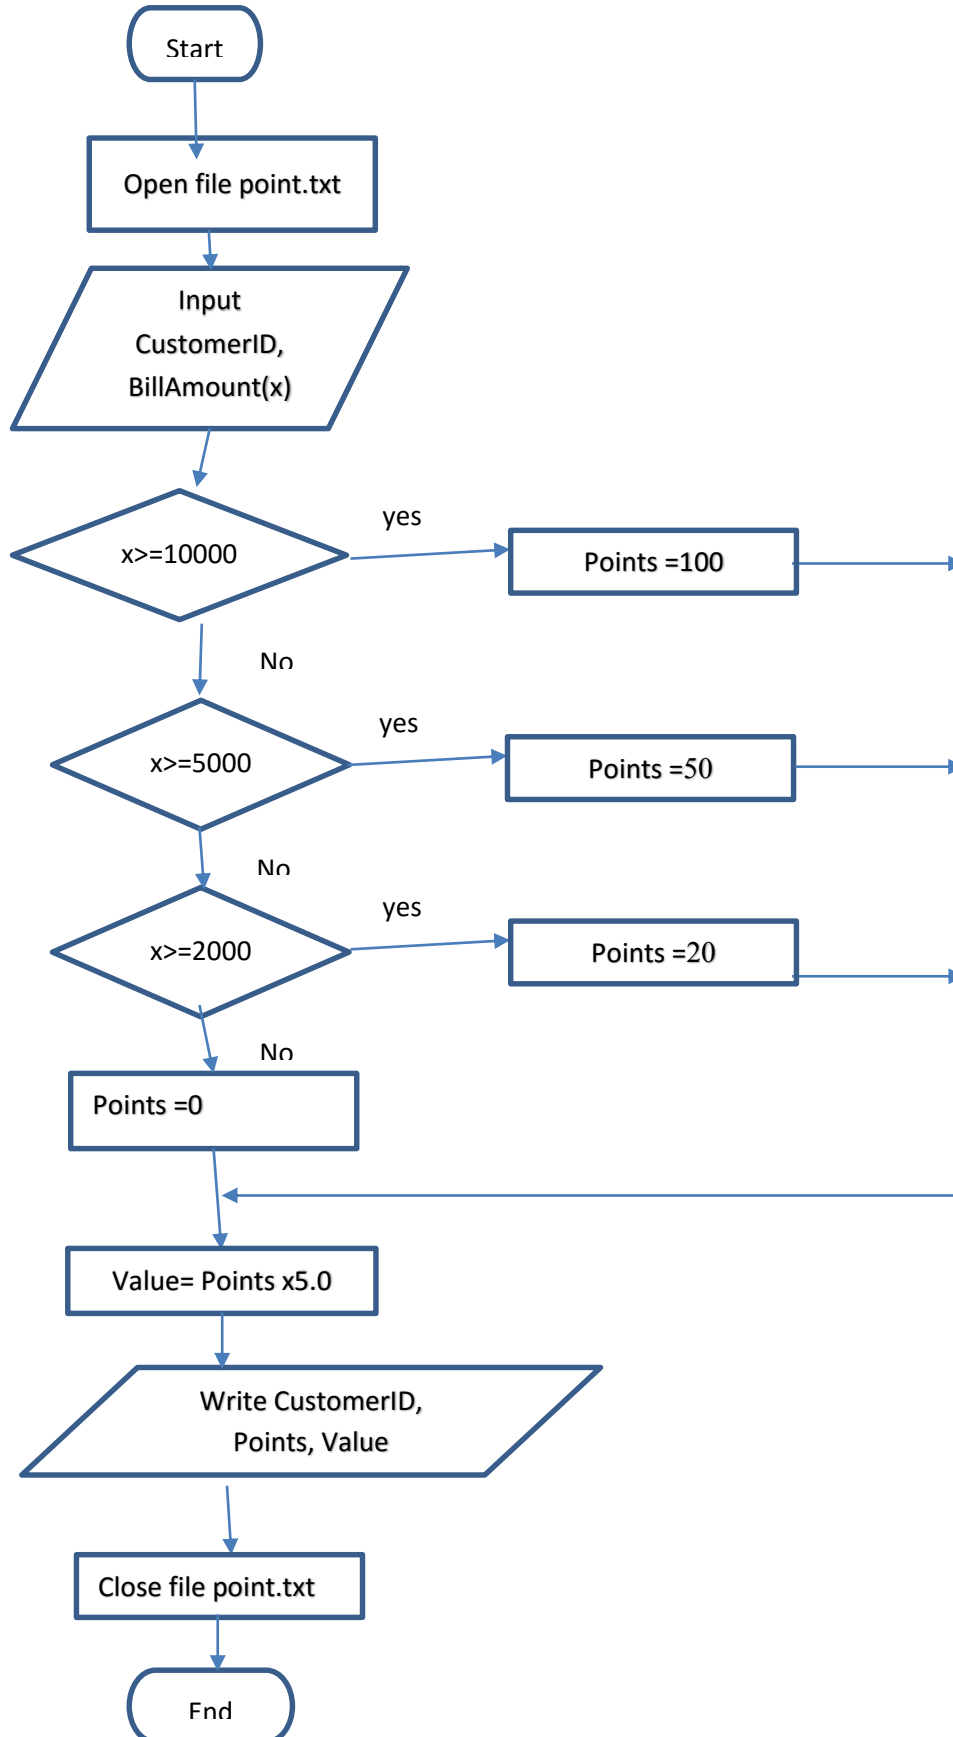 Start
Open file point.txt
Input
CustomerID,
BillAmount(x)
x>=10000
yes
Points =100
No
x>=5000
yes
Points =50
No
x>=2000
yes
Points =20
No
Points =0
Value= Points x5.0
Write CustomerID,
Points, Value
Close file point.txt
End